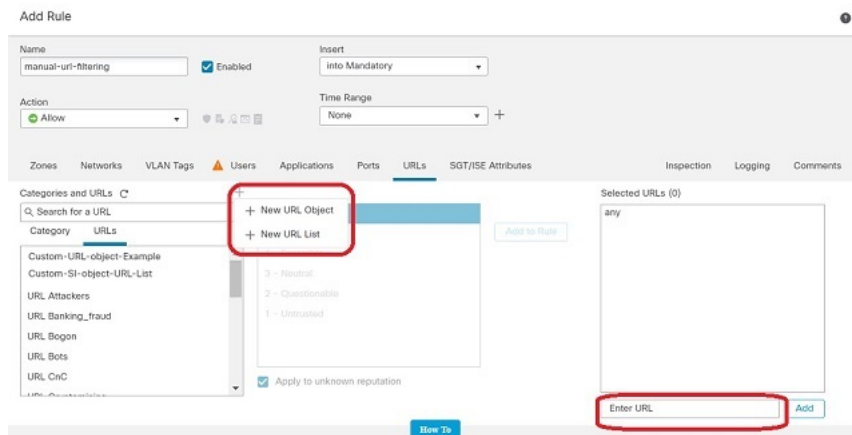 Add Rule
Name
manual-url-filtering
Enabled
Insert
into Mandatory
Action
Allow
Time Range
None
Zones Networks VLAN Tags Users Applications Ports URLs SGT/ISE Attributes Inspection Logging Comments
Categories and URLs
Search for a URL
Category URLs
Custom-URL-object-Example
Custom-SI-object-URL-List
URL Attackers
URL Banking_fraud
URL Bogon
URL Bots
URL CnC
New URL Object
New URL List
3 - Neutral
2 - Questionnable
1 - Untrusted
Apply to unknown reputation
Add to Rule
Selected URLs (0)
any
Enter URL
Add
How To